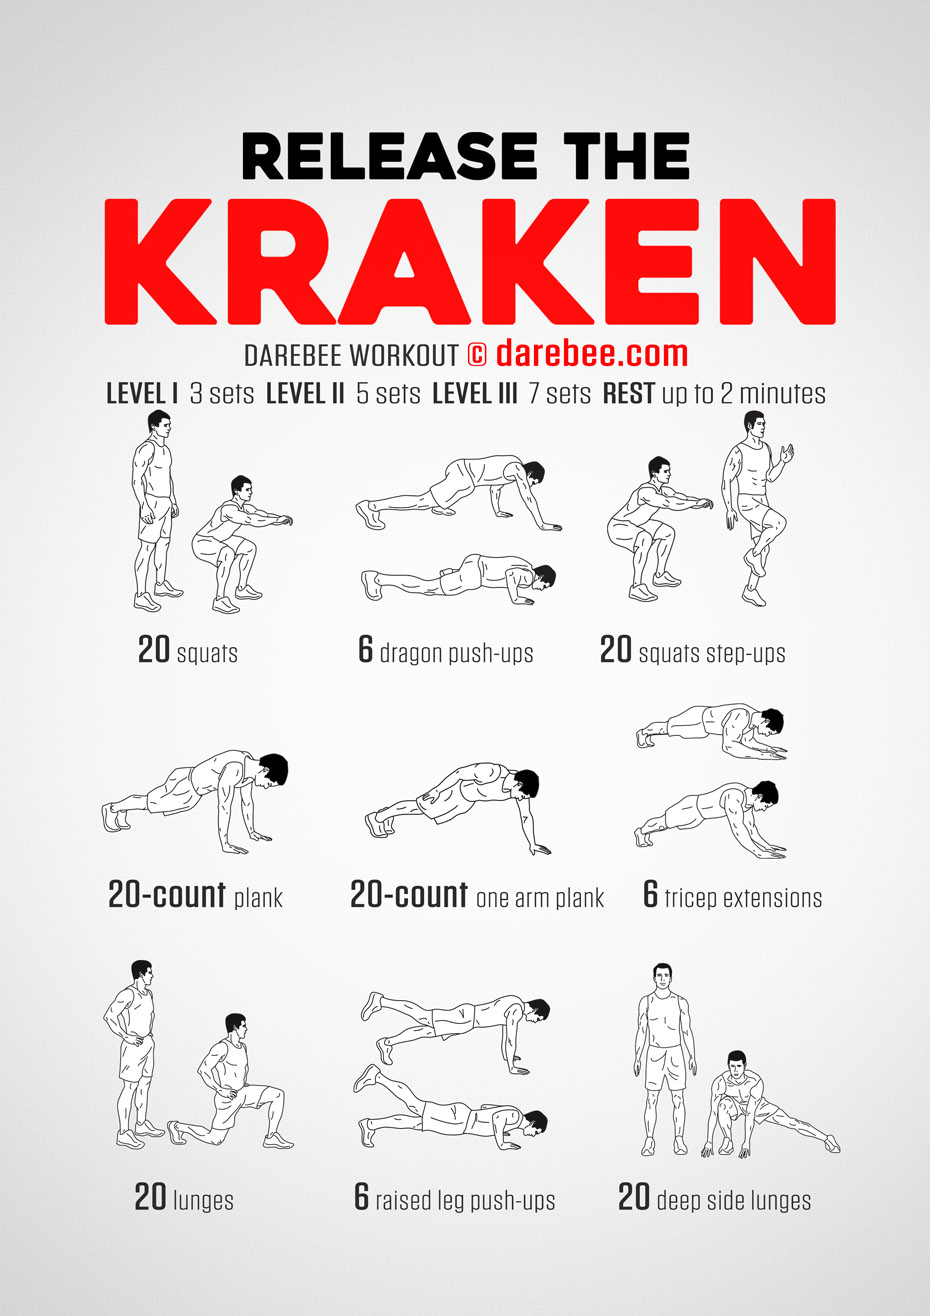 RELEASE THE
KRAKEN
DAREBEE WORKOUT © darebee.com
LEVEL I 3 sets LEVEL II 5 sets LEVEL III 7 sets REST up to 2 minutes
20 squats
6 dragon push-ups
20 squats step-ups
20-count plank
20-count one arm plank
6 tricep extensions
20 lunges
6 raised leg push-ups
20 deep side lunges